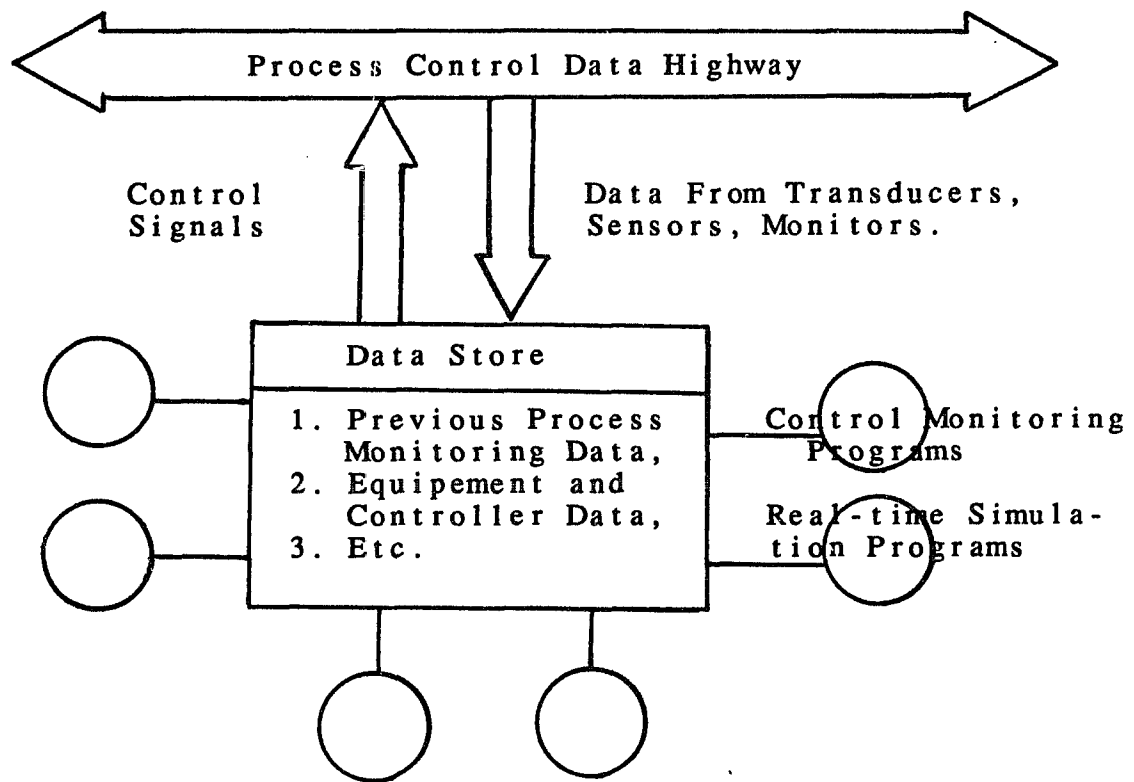 Process Control Data Highway
Control
Signals
Data From Transducers,
Sensors, Monitors.
Data Store
1. Previous Process
Monitoring Data,
2. Equipement and
Controller Data,
3. Etc.
Control Monitoring
Programs
Real-time Simula-
tion Programs